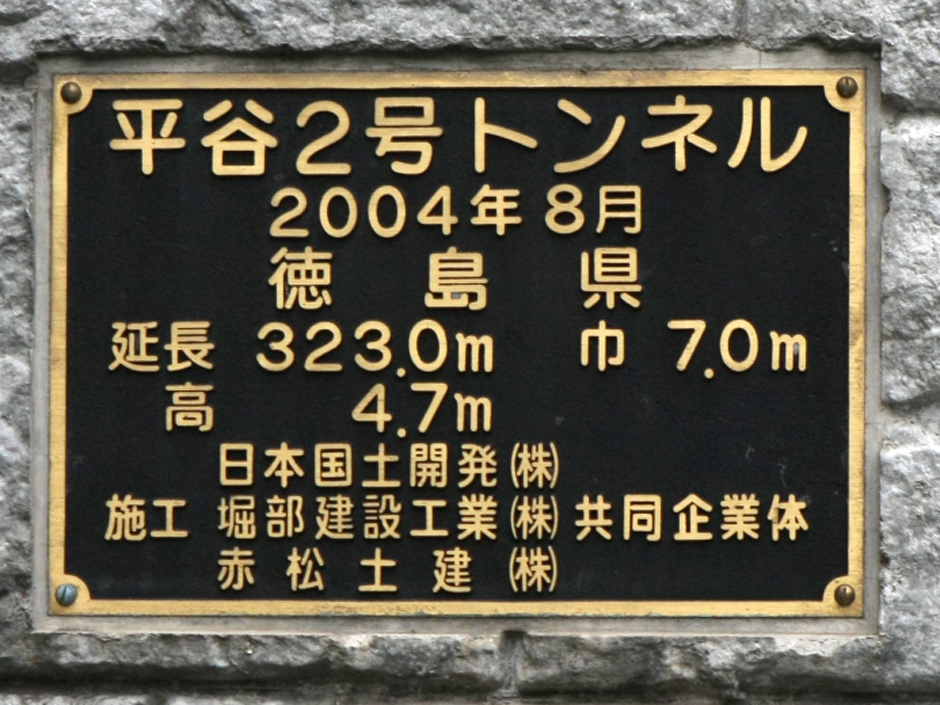 平谷2号トンネル
2004年 8月
徳島県
延長 323.0m 巾 7.0m
高 4.7m
日本国土開発㈱
施工 堀部建設工業㈱ 共同企業体
赤松土建㈱